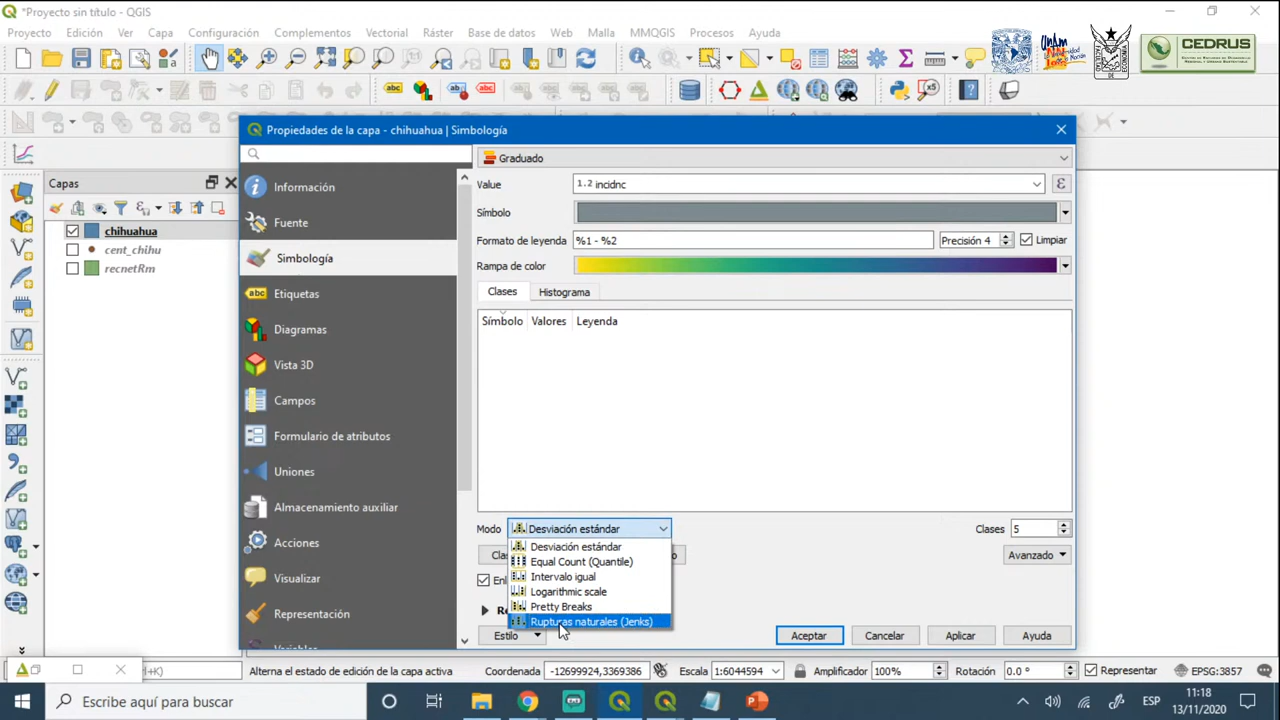 *Proyecto sin título — QGIS
Proyecto Edición Ver Capa Configuración Complementos Vectorial Ráster Base de datos Web Malla MMQGIS Procesos Ayuda
CEDRUS
Propiedades de la capa - chihuahua | Simbología
Capas
chihuahua
cent_chihu
recnetRm
Información
Fuente
Simbología
Etiquetas
Diagramas
Vista 3D
Campos
Formulario de atributos
Uniones
Almacenamiento auxiliar
Acciones
Visualizar
Representación
Graduado
Value 1.2 incidnc
Símbolo
Formato de leyenda %1 - %2 Precisión 4 Limpiar
Rampa de color
Clases Histograma
Símbolo Valores Leyenda
Modo Desviación estándar Clases 5
Desviación estándar
Equal Count (Quantile)
Intervalo igual
Logarithmic scale
Pretty Breaks
Rupturas naturales (Jenks)
Avanzado
Estilo Aceptar Cancelar Aplicar Ayuda
Alterna el estado de edición de la capa activa Coordenada -12699924,3369386 Escala 1:6044594 Amplificador 100% Rotación 0.0 ° Representar EPSG:3857
Escribe aquí para buscar
ESP
11:18
13/11/2020